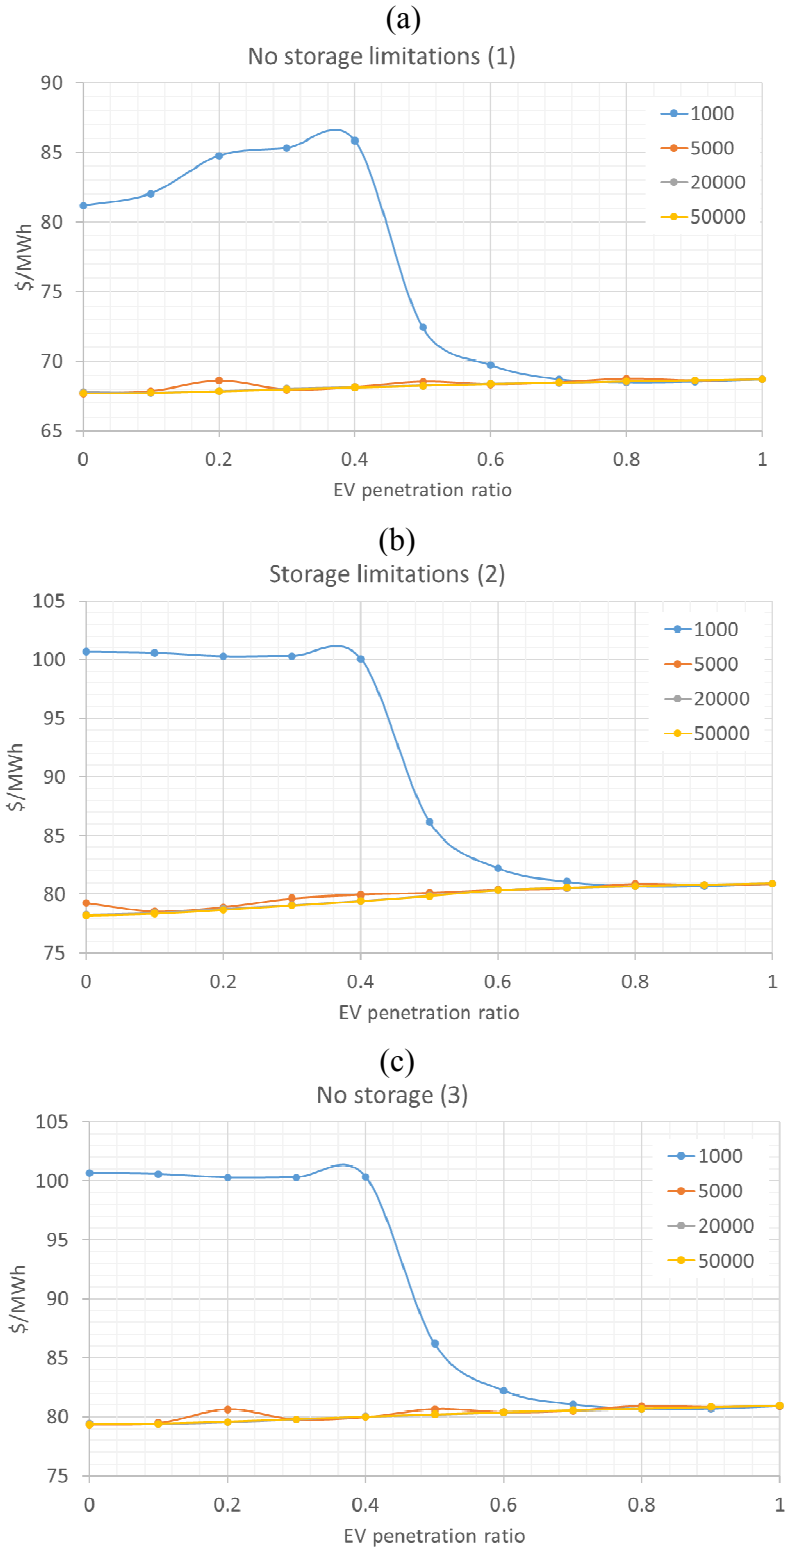 (a)
No storage limitations (1)
90
85
80
75
70
65
$/MWh
1000
5000
20000
50000
0 0.2 0.4 0.6 0.8 1
EV penetration ratio
(b)
Storage limitations (2)
105
100
95
90
85
80
75
$/MWh
1000
5000
20000
50000
0 0.2 0.4 0.6 0.8 1
EV penetration ratio
(c)
No storage (3)
105
100
95
90
85
80
75
$/MWh
1000
5000
20000
50000
0 0.2 0.4 0.6 0.8 1
EV penetration ratio